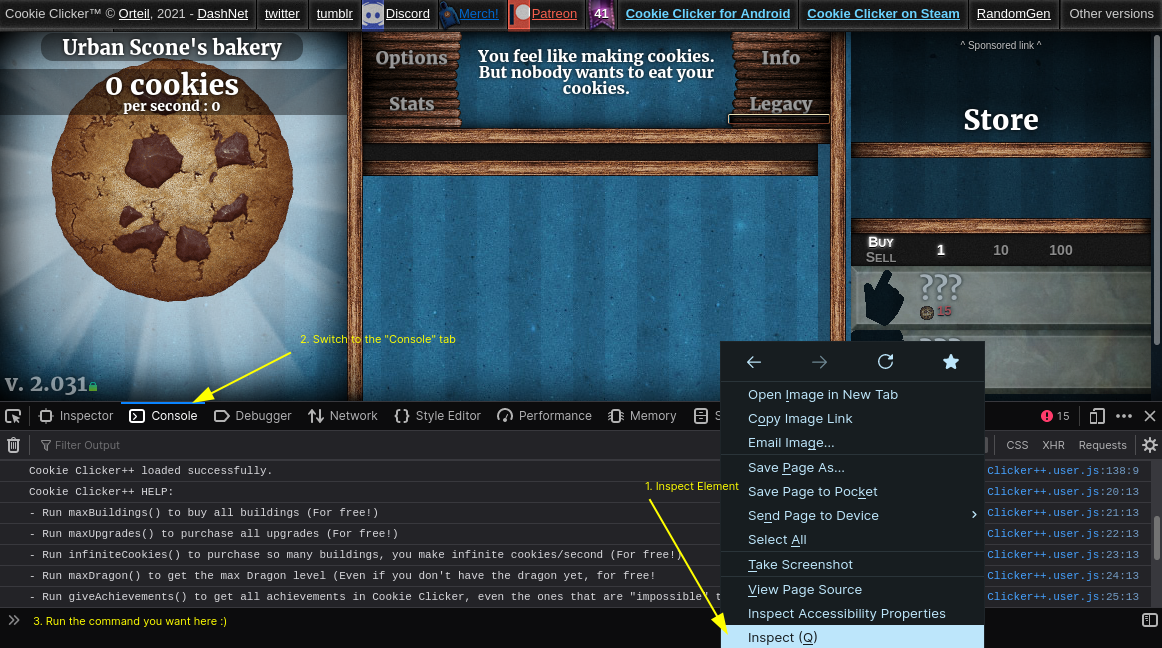 Cookie Clicker™ © Orteil, 2021 - DashNet
twitter
tumblr
Discord
Merch!
Patreon
41
Cookie Clicker for Android
Cookie Clicker on Steam
RandomGen
Other versions
Urban Scone's bakery
0 cookies
per second : 0
v. 2.031
Options
Stats
You feel like making cookies.
But nobody wants to eat your
cookies.
Info
Legacy
^ Sponsored link ^
Store
Buy
Sell
1
10
100
???
15
???
2. Switch to the "Console" tab
Open Image in New Tab
Copy Image Link
Email Image...
Save Page As...
Save Page to Pocket
Send Page to Device
Select All
Take Screenshot
View Page Source
Inspect Accessibility Properties
Inspect (Q)
Inspector
Console
Debugger
Network
Style Editor
Performance
Memory
15
Filter Output
CSS
XHR
Requests
Cookie Clicker++ loaded successfully.
Clicker++.user.js:138:9
Cookie Clicker++ HELP:
Clicker++.user.js:20:13
1. Inspect Element
- Run maxBuildings() to buy all buildings (For free!)
Clicker++.user.js:21:13
- Run maxUpgrades() to purchase all upgrades (For free!)
Clicker++.user.js:22:13
- Run infiniteCookies() to purchase so many buildings, you make infinite cookies/second (For free!)
Clicker++.user.js:23:13
- Run maxDragon() to get the max Dragon level (Even if you don't have the dragon yet, for free!
Clicker++.user.js:24:13
- Run giveAchievements() to get all achievements in Cookie Clicker, even the ones that are "impossible"
Clicker++.user.js:25:13
3. Run the command you want here :)